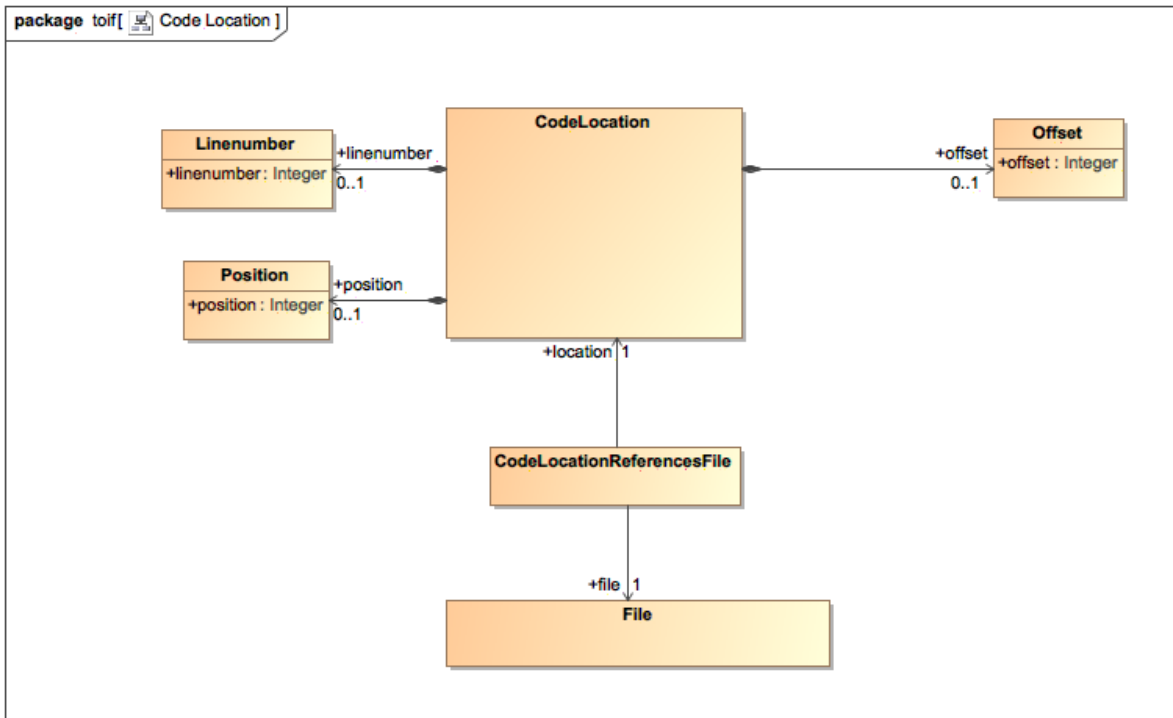 package toif[ Code Location ]
CodeLocation
Linenumber
+linenumber : Integer
+linenumber
0..1
Offset
+offset : Integer
+offset
0..1
Position
+position : Integer
+position
0..1
+location 1
CodeLocationReferencesFile
+file 1
File